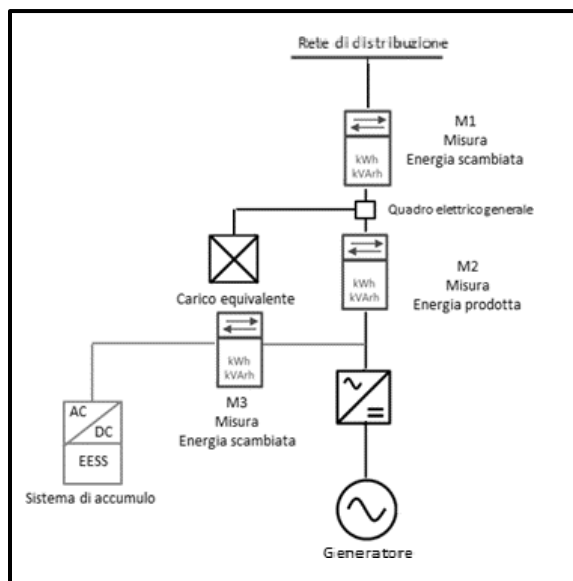 Rete di distribuzione
M1
Misura
Energia scambiata
kWh
kVArh
Quadro elettrico generale
M2
Misura
Energia prodotta
kWh
kVArh
Carico equivalente
kWh
kVArh
M3
Misura
Energia scambiata
AC
DC
EESS
Sistema di accumulo
Generatore